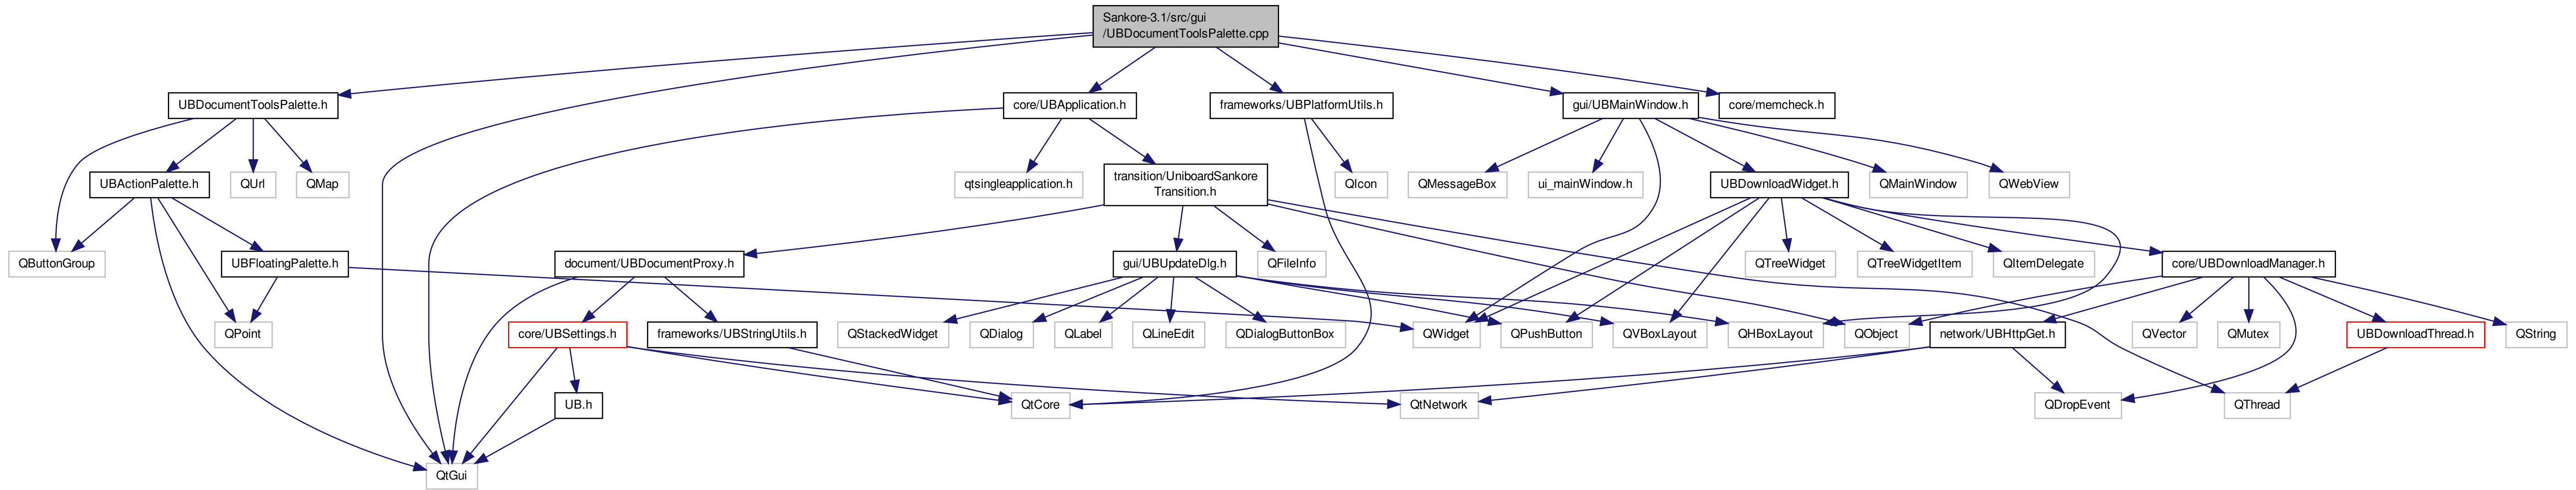 Sankore-3.1/src/gui
/UBDocumentToolsPalette.cpp
UBDocumentToolsPalette.h
core/UBApplication.h
frameworks/UBPlatformUtils.h
gui/UBMainWindow.h
core/memcheck.h
UBActionPalette.h
QUrl
QMap
qtsingleapplication.h
transition/UniboardSankore
Transition.h
QIcon
QMessageBox
ui_mainWindow.h
UBDownloadWidget.h
QMainWindow
QWebView
QButtonGroup
UBFloatingPalette.h
document/UBDocumentProxy.h
gui/UBUpdateDlg.h
QFileInfo
QTreeWidget
QTreeWidgetItem
QItemDelegate
core/UBDownloadManager.h
QPoint
core/UBSettings.h
frameworks/UBStringUtils.h
QStackedWidget
QDialog
QLabel
QLineEdit
QDialogButtonBox
QWidget
QPushButton
QVBoxLayout
QHBoxLayout
QObject
network/UBHttpGet.h
QVector
QMutex
UBDownloadThread.h
QString
UB.h
QtCore
QtNetwork
QDropEvent
QThread
QtGui